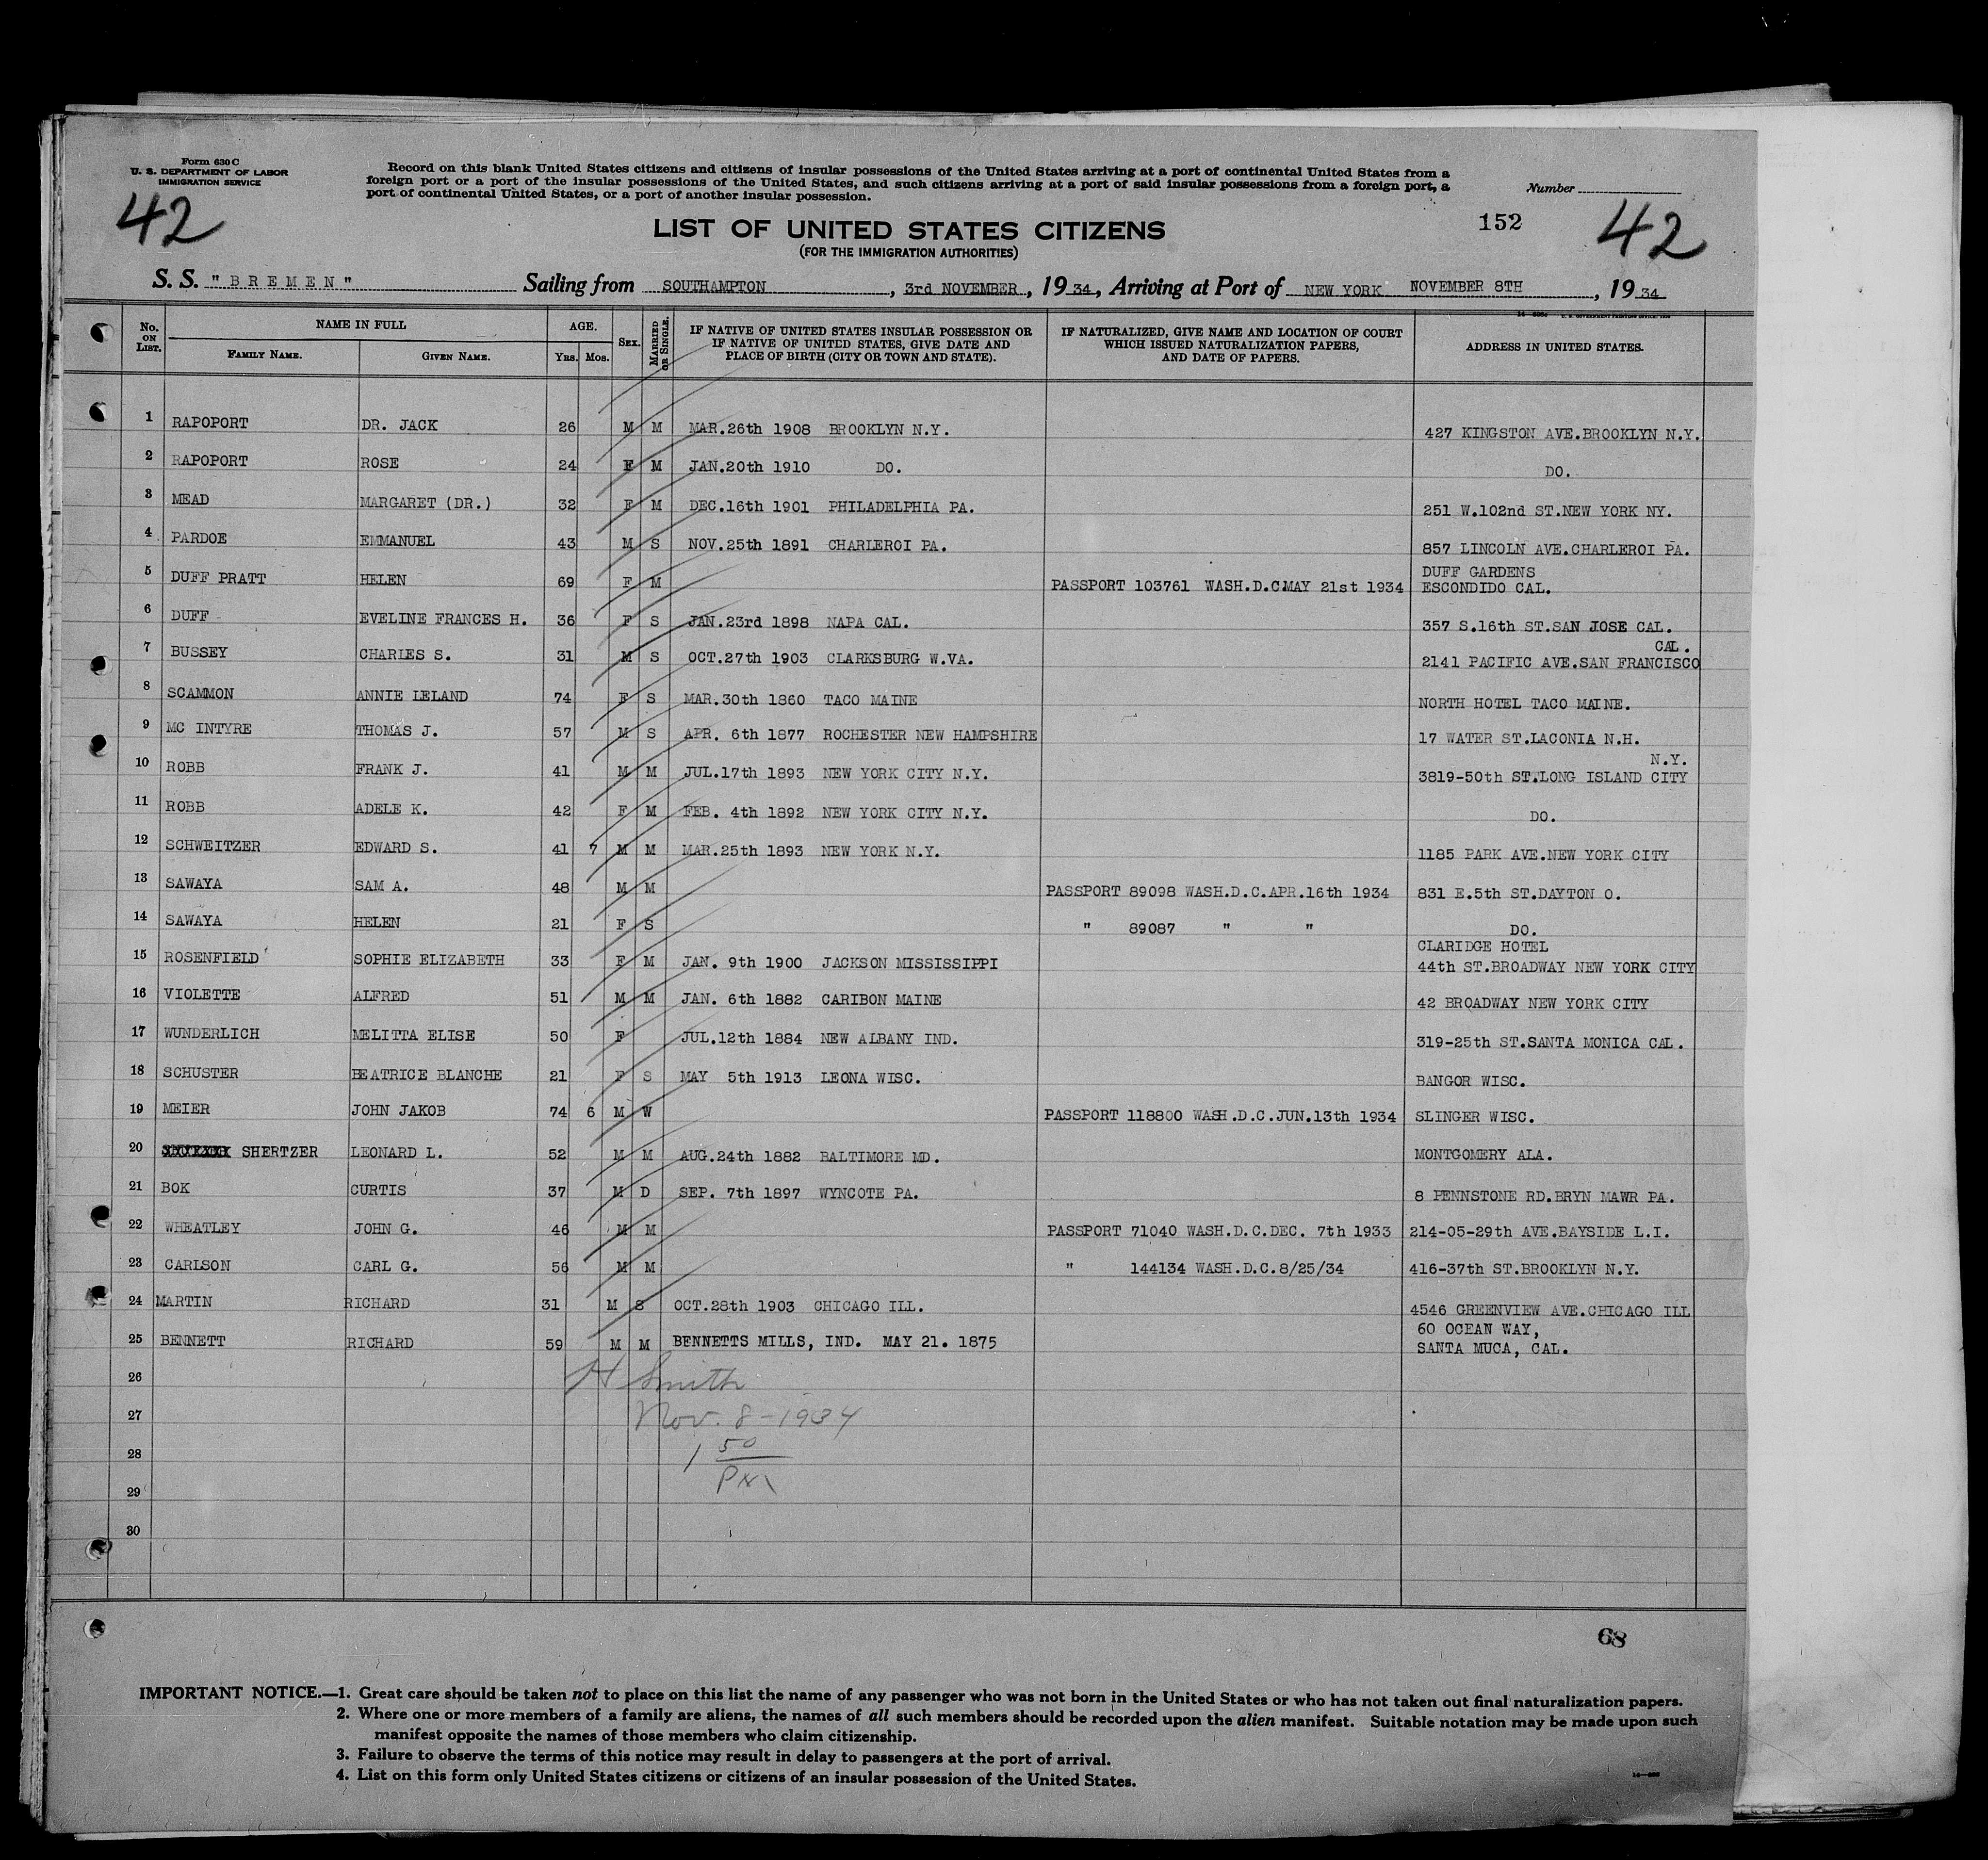 Form 630 C
U. S. DEPARTMENT OF LABOR
IMMIGRATION SERVICE
Record on this blank United States citizens and citizens of insular possessions of the United States arriving at a port of continental United States from a
foreign port or a port of the insular possessions of the United States, and such citizens arriving at a port of said insular possessions from a foreign port, a
port of continental United States, or a port of another insular possession.
Number
42
152
42
LIST OF UNITED STATES CITIZENS
(FOR THE IMMIGRATION AUTHORITIES)
S. S. "BREMEN" Sailing from SOUTHAMPTON, 3rd NOVEMBER, 1934, Arriving at Port of NEW YORK NOVEMBER 8TH, 1934
No. ON LIST. NAME IN FULL FAMILY NAME. GIVEN NAME. AGE. Yrs. Mos. SEX. MARRIED OR SINGLE. IF NATIVE OF UNITED STATES INSULAR POSSESSION OR IF NATIVE OF UNITED STATES, GIVE DATE AND PLACE OF BIRTH (CITY OR TOWN AND STATE). IF NATURALIZED, GIVE NAME AND LOCATION OF COURT WHICH ISSUED NATURALIZATION PAPERS, AND DATE OF PAPERS. ADDRESS IN UNITED STATES.
1 RAPOPORT DR. JACK 26 M M MAR.26th 1908 BROOKLYN N.Y. 427 KINGSTON AVE.BROOKLYN N.Y.
2 RAPOPORT ROSE 24 F M JAN.20th 1910 DO. DO.
3 MEAD MARGARET (DR.) 32 F M DEC.16th 1901 PHILADELPHIA PA. 251 W.102nd ST.NEW YORK NY.
4 PARDOE EMMANUEL 43 M S NOV.25th 1891 CHARLEROI PA. 857 LINCOLN AVE.CHARLEROI PA.
5 DUFF PRATT HELEN 69 F M PASSPORT 103761 WASH.D.C.MAY 21st 1934 DUFF GARDENS
ESCONDIDO CAL.
6 DUFF EVELINE FRANCES H. 36 F S JAN.23rd 1898 NAPA CAL. 357 S.16th ST.SAN JOSE CAL.
7 BUSSEY CHARLES S. 31 M S OCT.27th 1903 CLARKSBURG W.VA. 2141 PACIFIC AVE.SAN FRANCISCO CAL.
8 SCAMMON ANNIE LELAND 74 F S MAR.30th 1860 TACO MAINE NORTH HOTEL TACO MAINE.
9 MC INTYRE THOMAS J. 57 M S APR. 6th 1877 ROCHESTER NEW HAMPSHIRE 17 WATER ST.LACONIA N.H.
10 ROBB FRANK J. 41 M M JUL.17th 1893 NEW YORK CITY N.Y. 3819-50th ST.LONG ISLAND CITY N.Y.
11 ROBB ADELE K. 42 F M FEB. 4th 1892 NEW YORK CITY N.Y. DO.
12 SCHWEITZER EDWARD S. 41 7 M M MAR.25th 1893 NEW YORK N.Y. 1185 PARK AVE.NEW YORK CITY
13 SAWAYA SAM A. 48 M M PASSPORT 89098 WASH.D.C.APR.16th 1934 831 E.5th ST.DAYTON O.
14 SAWAYA HELEN 21 F S " 89087 " " DO.
15 ROSENFIELD SOPHIE ELIZABETH 33 F M JAN. 9th 1900 JACKSON MISSISSIPPI CLARIDGE HOTEL
44th ST.BROADWAY NEW YORK CITY
16 VIOLETTE ALFRED 51 M M JAN. 6th 1882 CARIBON MAINE 42 BROADWAY NEW YORK CITY
17 WUNDERLICH MELITTA ELISE 50 F JUL.12th 1884 NEW ALBANY IND. 319-25th ST.SANTA MONICA CAL.
18 SCHUSTER BEATRICE BLANCHE 21 F S MAY 5th 1913 LEONA WISC. BANGOR WISC.
19 MEIER JOHN JAKOB 74 6 M W PASSPORT 118800 WASH.D.C.JUN.13th 1934 SLINGER WISC.
20 SHERTZER LEONARD L. 52 M M AUG.24th 1882 BALTIMORE MD. MONTGOMERY ALA.
21 BOK CURTIS 37 M D SEP. 7th 1897 WYNCOTE PA. 8 PENNSTONE RD.BRYN MAWR PA.
22 WHEATLEY JOHN G. 46 M M PASSPORT 71040 WASH.D.C.DEC. 7th 1933 214-05-29th AVE.BAYSIDE L.I.
23 CARLSON CARL G. 56 M M " 144134 WASH.D.C.8/25/34 416-37th ST.BROOKLYN N.Y.
24 MARTIN RICHARD 31 M S OCT.28th 1903 CHICAGO ILL. 4546 GREENVIEW AVE.CHICAGO ILL
25 BENNETT RICHARD 59 M M BENNETTS MILLS, IND. MAY 21. 1875 60 OCEAN WAY,
SANTA MUCA, CAL.
26
H Smith
27
Nov. 8-1934
28
1 50
29
30
68
IMPORTANT NOTICE.—1. Great care should be taken not to place on this list the name of any passenger who was not born in the United States or who has not taken out final naturalization papers.
2. Where one or more members of a family are aliens, the names of all such members should be recorded upon the alien manifest. Suitable notation may be made upon such
manifest opposite the names of those members who claim citizenship.
3. Failure to observe the terms of this notice may result in delay to passengers at the port of arrival.
4. List on this form only United States citizens or citizens of an insular possession of the United States.